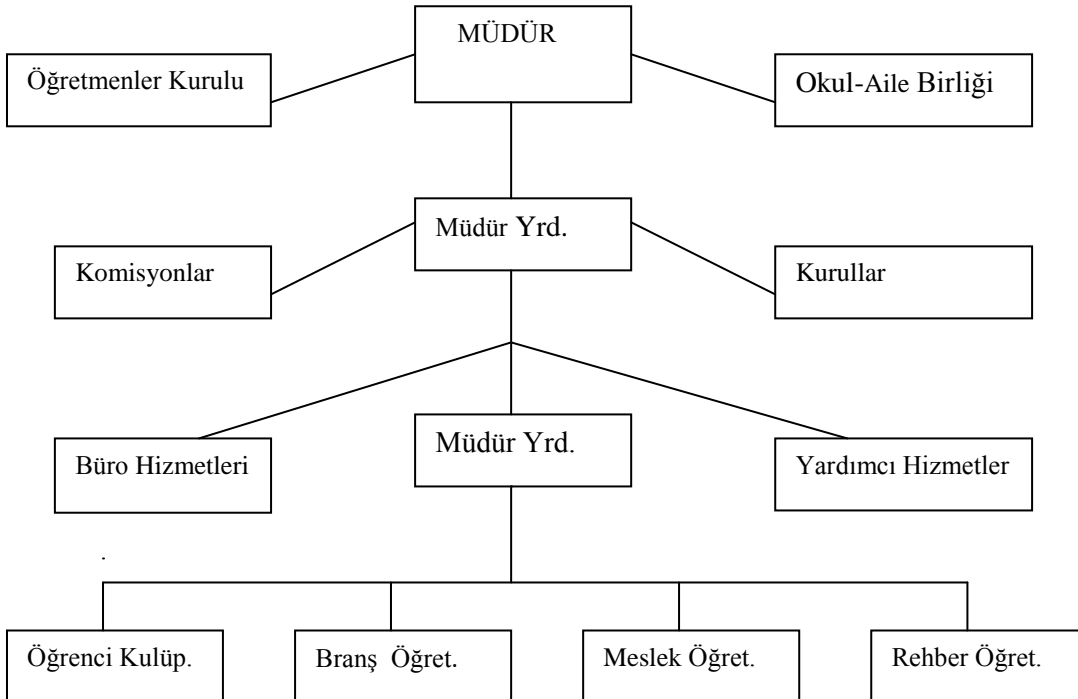 MÜDÜR
Öğretmenler Kurulu
Okul-Aile Birliği
Müdür Yrd.
Komisyonlar
Kurullar
Müdür Yrd.
Büro Hizmetleri
Yardımcı Hizmetler
.
Öğrenci Kulüp.
Branş Öğret.
Meslek Öğret.
Rehber Öğret.